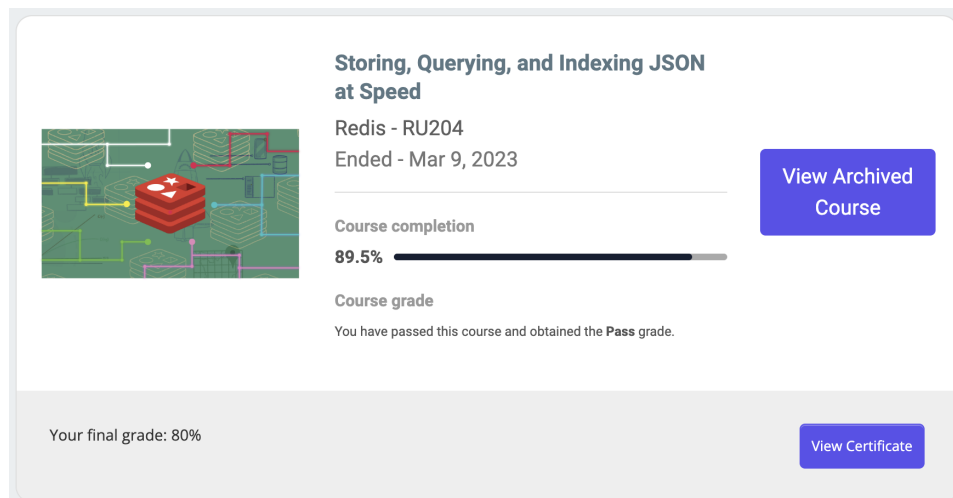 Storing, Querying, and Indexing JSON
at Speed
Redis - RU204
Ended - Mar 9, 2023
View Archived
Course
Course completion
89.5%
Course grade
You have passed this course and obtained the Pass grade.
Your final grade: 80%
View Certificate